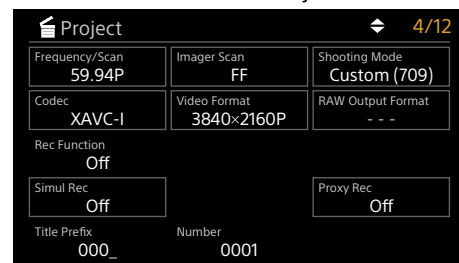 Project 4/12
Frequency/Scan Imager Scan Shooting Mode
59.94P FF Custom (709)
Codec Video Format RAW Output Format
XAVC-I 3840×2160P - - -
Rec Function
Off
Simul Rec Proxy Rec
Off Off
Title Prefix Number
000_ 0001